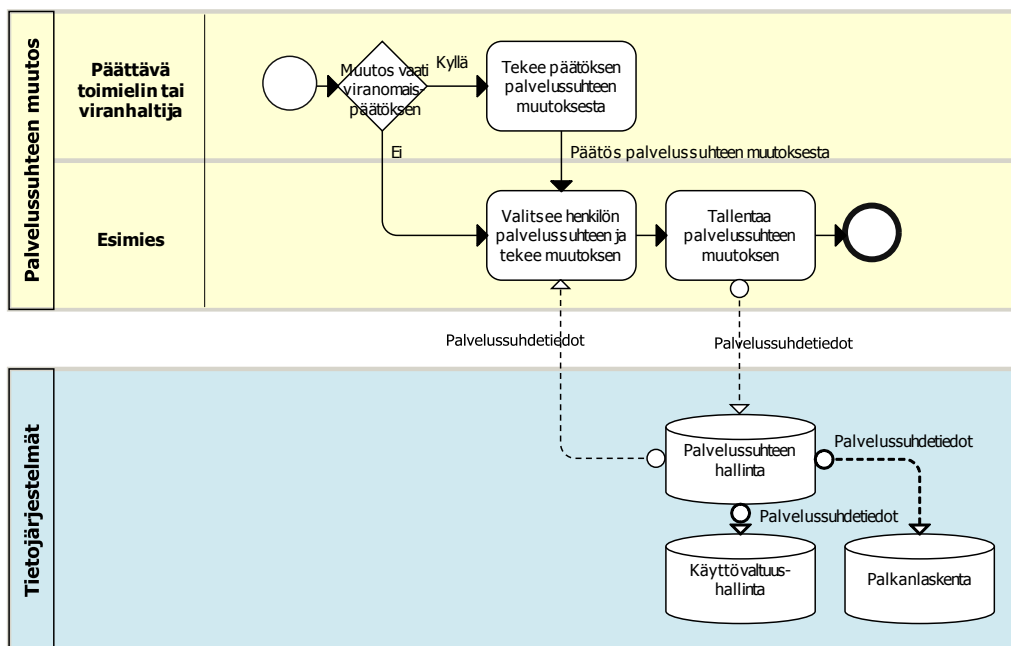 Palvelussuhteen muutos
Päättävä
toimielin tai
viranhaltija
Muutos vaati
viranomais-
päätöksen
Kyllä
Tekee päätöksen
palvelussuhteen
muutoksesta
Ei
Päätös palvelussuhteen muutoksesta
Esimies
Valitsee henkilön
palvelussuhteen ja
tekee muutoksen
Tallentaa
palvelussuhteen
muutoksen
Palvelussuhdetiedot
Palvelussuhdetiedot
Tietojärjestelmät
Palvelussuhteen
hallinta
Palvelussuhdetiedot
Palvelussuhdetiedot
Käyttövaltuus-
hallinta
Palkanlaskenta